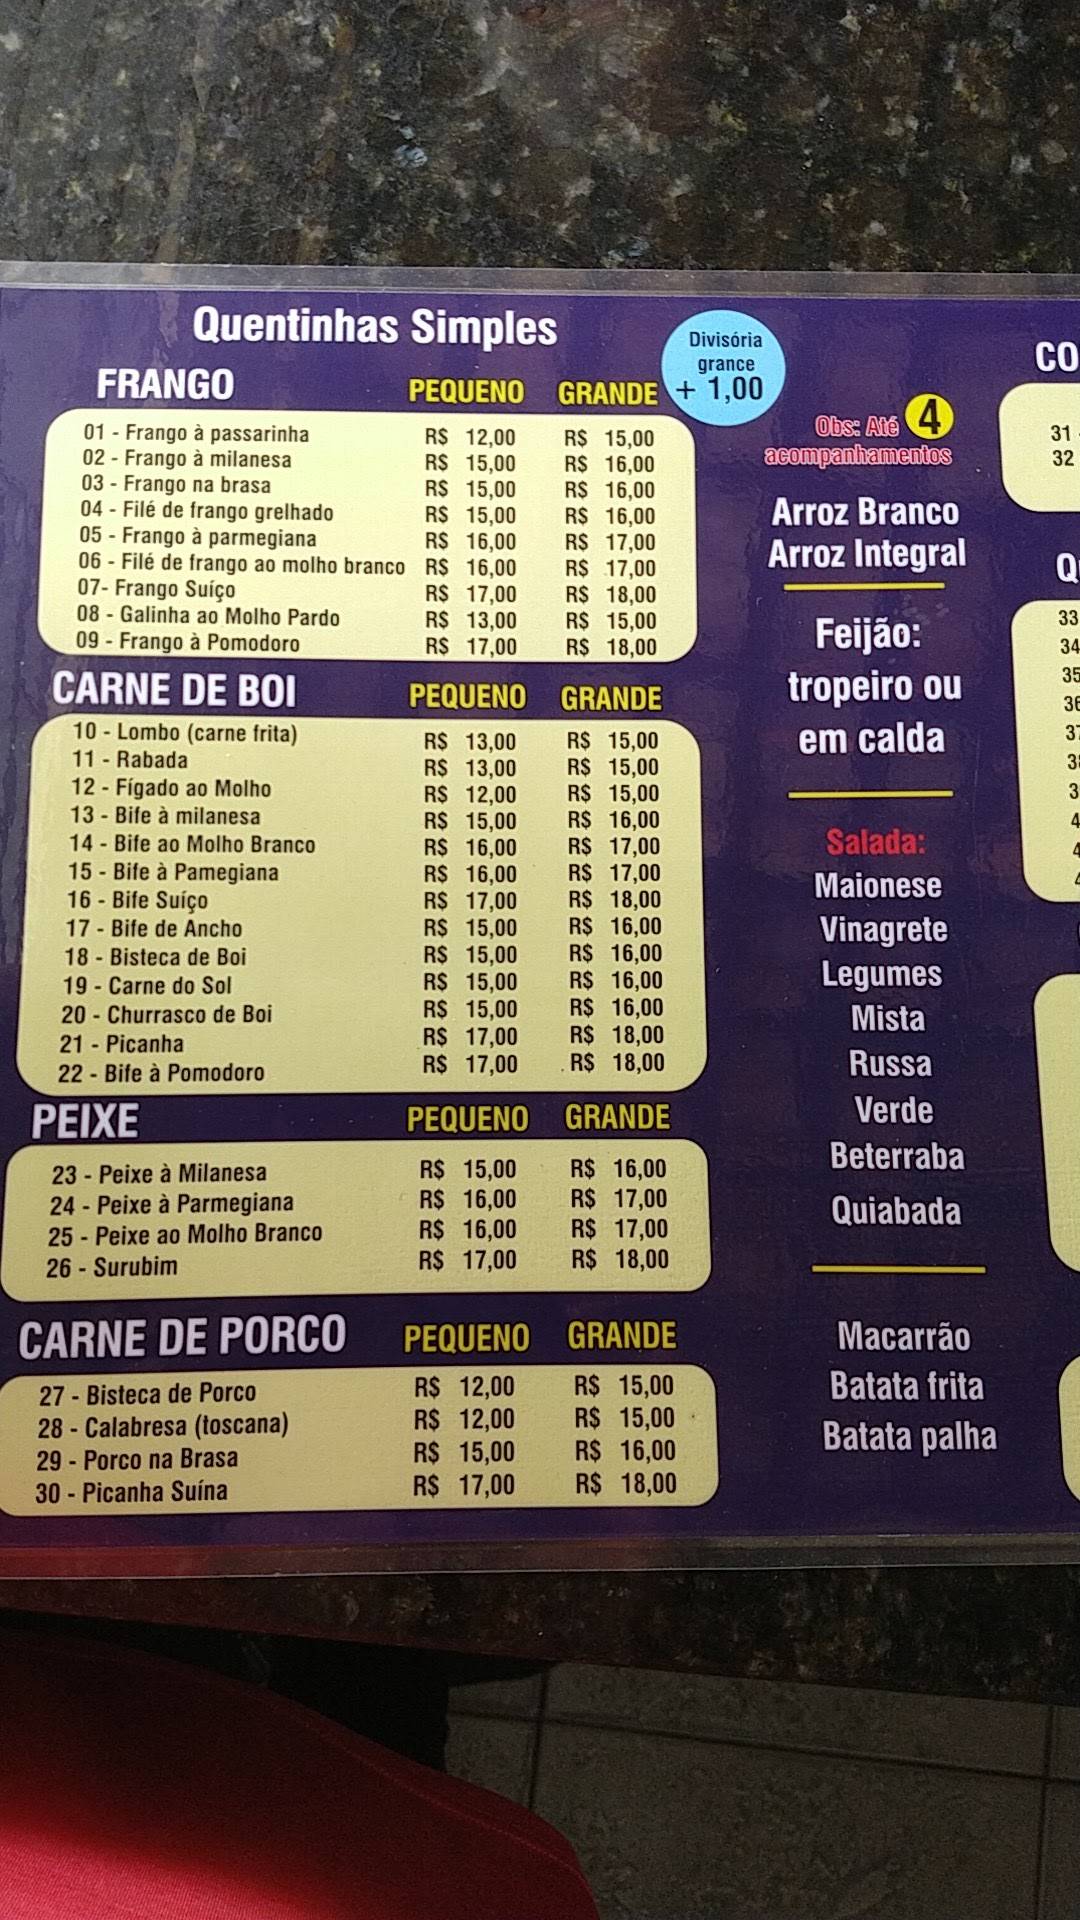 Quentinhas Simples
Divisória
grance
+ 1,00
FRANGO PEQUENO GRANDE
01 - Frango à passarinha R$ 12,00 R$ 15,00
02 - Frango à milanesa R$ 15,00 R$ 16,00
03 - Frango na brasa R$ 15,00 R$ 16,00
04 - Filé de frango grelhado R$ 15,00 R$ 16,00
05 - Frango à parmegiana R$ 16,00 R$ 17,00
06 - Filé de frango ao molho branco R$ 16,00 R$ 17,00
07- Frango Suíço R$ 17,00 R$ 18,00
08 - Galinha ao Molho Pardo R$ 13,00 R$ 15,00
09 - Frango à Pomodoro R$ 17,00 R$ 18,00
CARNE DE BOI PEQUENO GRANDE
10 - Lombo (carne frita) R$ 13,00 R$ 15,00
11 - Rabada R$ 13,00 R$ 15,00
12 - Fígado ao Molho R$ 12,00 R$ 15,00
13 - Bife à milanesa R$ 15,00 R$ 16,00
14 - Bife ao Molho Branco R$ 16,00 R$ 17,00
15 - Bife à Pamegiana R$ 16,00 R$ 17,00
16 - Bife Suíço R$ 17,00 R$ 18,00
17 - Bife de Ancho R$ 15,00 R$ 16,00
18 - Bisteca de Boi R$ 15,00 R$ 16,00
19 - Carne do Sol R$ 15,00 R$ 16,00
20 - Churrasco de Boi R$ 15,00 R$ 16,00
21 - Picanha R$ 17,00 R$ 18,00
22 - Bife à Pomodoro R$ 17,00 R$ 18,00
PEIXE PEQUENO GRANDE
23 - Peixe à Milanesa R$ 15,00 R$ 16,00
24 - Peixe à Parmegiana R$ 16,00 R$ 17,00
25 - Peixe ao Molho Branco R$ 16,00 R$ 17,00
26 - Surubim R$ 17,00 R$ 18,00
CARNE DE PORCO PEQUENO GRANDE
27 - Bisteca de Porco R$ 12,00 R$ 15,00
28 - Calabresa (toscana) R$ 12,00 R$ 15,00
29 - Porco na Brasa R$ 15,00 R$ 16,00
30 - Picanha Suína R$ 17,00 R$ 18,00
Obs: Até 4
acompanhamentos
Arroz Branco
Arroz Integral
Feijão:
tropeiro ou
em calda
Salada:
Maionese
Vinagrete
Legumes
Mista
Russa
Verde
Beterraba
Quiabada
Macarrão
Batata frita
Batata palha
CO
31
32
33
34
35